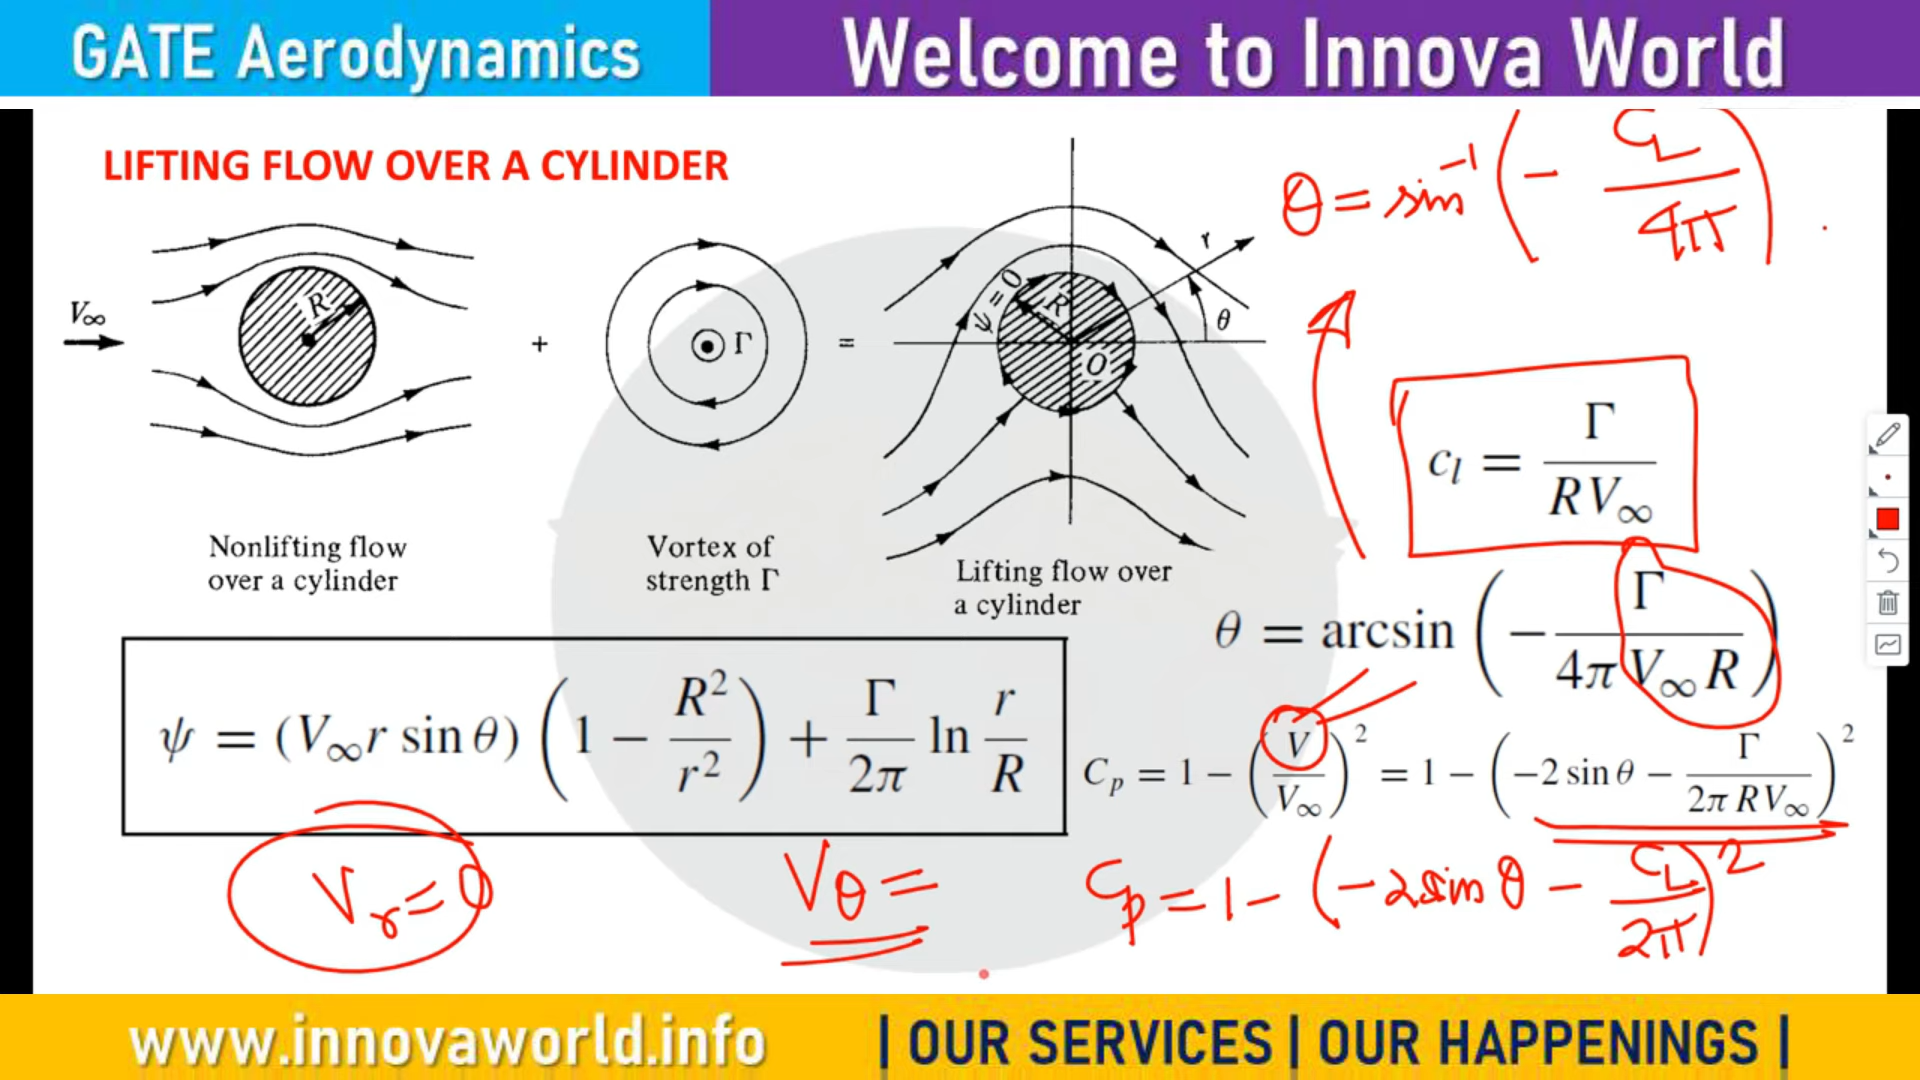 GATE Aerodynamics
Welcome to Innova World
LIFTING FLOW OVER A CYLINDER
θ = sin⁻¹ (− C_L / 4π)
V∞
R
+
Γ
=
ψ = 0
R
O
r
θ
c_l = Γ / RV∞
Nonlifting flow
over a cylinder
Vortex of
strength Γ
Lifting flow over
a cylinder
θ = arcsin (− Γ / 4πV∞R)
ψ = (V∞r sin θ) (1 − R²/r²) + Γ/2π ln r/R
C_p = 1 − (V/V∞)² = 1 − (−2 sin θ − Γ/2πRV∞)²
V_r = 0
V_θ =
C_p = 1 − (−2 sin θ − C_L/2π)²
www.innovaworld.info
| OUR SERVICES | OUR HAPPENINGS |